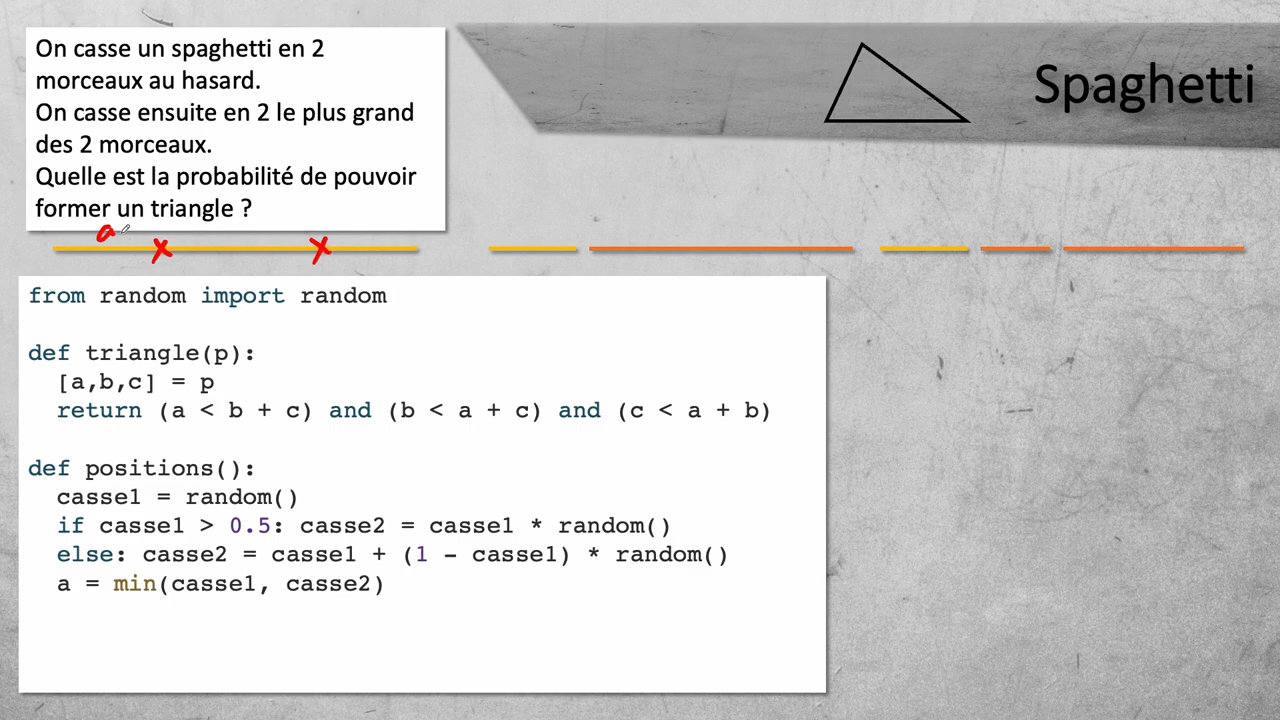 On casse un spaghetti en 2
morceaux au hasard.
On casse ensuite en 2 le plus grand
des 2 morceaux.
Quelle est la probabilité de pouvoir
former un triangle ?
Spaghetti
a
from random import random
def triangle(p):
[a,b,c] = p
return (a < b + c) and (b < a + c) and (c < a + b)
def positions():
casse1 = random()
if casse1 > 0.5: casse2 = casse1 * random()
else: casse2 = casse1 + (1 - casse1) * random()
a = min(casse1, casse2)